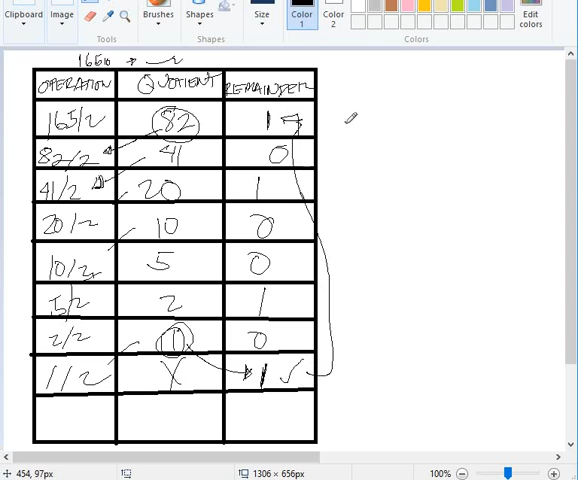 Clipboard
Image
Tools
Brushes
Shapes
Shapes
Size
Color 1
Color 2
Edit colors
Colors
OPERATION QUOTIENT REMAINDER
165/2 82 1
82/2 41 0
41/2 20 1
20/2 10 0
10/2 5 0
5/2 2 1
2/2 1 0
1/2 X 1
454, 97px
1306 × 656px
100%